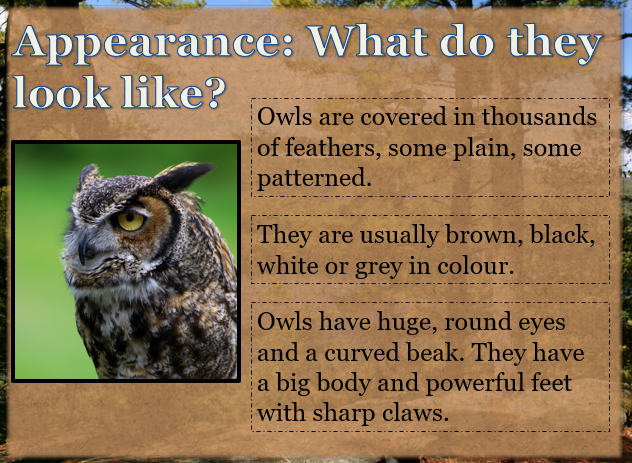 Appearance: What do they
look like?
Owls are covered in thousands
of feathers, some plain, some
patterned.
They are usually brown, black,
white or grey in colour.
Owls have huge, round eyes
and a curved beak. They have
a big body and powerful feet
with sharp claws.